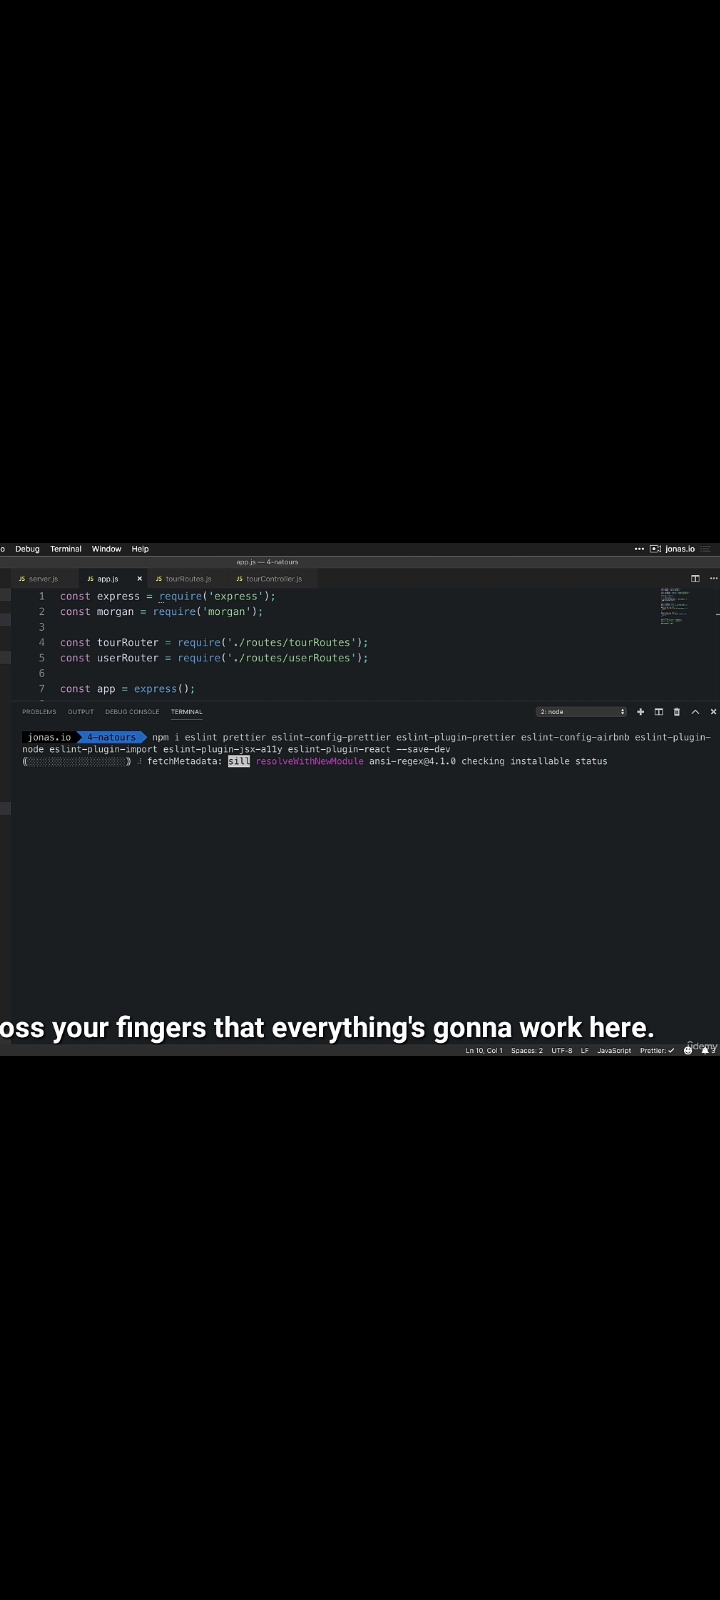 o Debug Terminal Window Help ••• jonas.io
app.js — 4-natours
JS server.js JS app.js × JS tourRoutes.js JS tourController.js •••
1 const express = require('express');
2 const morgan = require('morgan');
3
4 const tourRouter = require('./routes/tourRoutes');
5 const userRouter = require('./routes/userRoutes');
6
7 const app = express();
PROBLEMS OUTPUT DEBUG CONSOLE TERMINAL 2: node
jonas.io 4-natours npm i eslint prettier eslint-config-prettier eslint-plugin-prettier eslint-config-airbnb eslint-plugin-
node eslint-plugin-import eslint-plugin-jsx-a11y eslint-plugin-react --save-dev
fetchMetadata: sill resolveWithNewModule ansi-regex@4.1.0 checking installable status
oss your fingers that everything's gonna work here.
Ln 10, Col 1 Spaces: 2 UTF-8 LF JavaScript Prettier: ✓
udemy